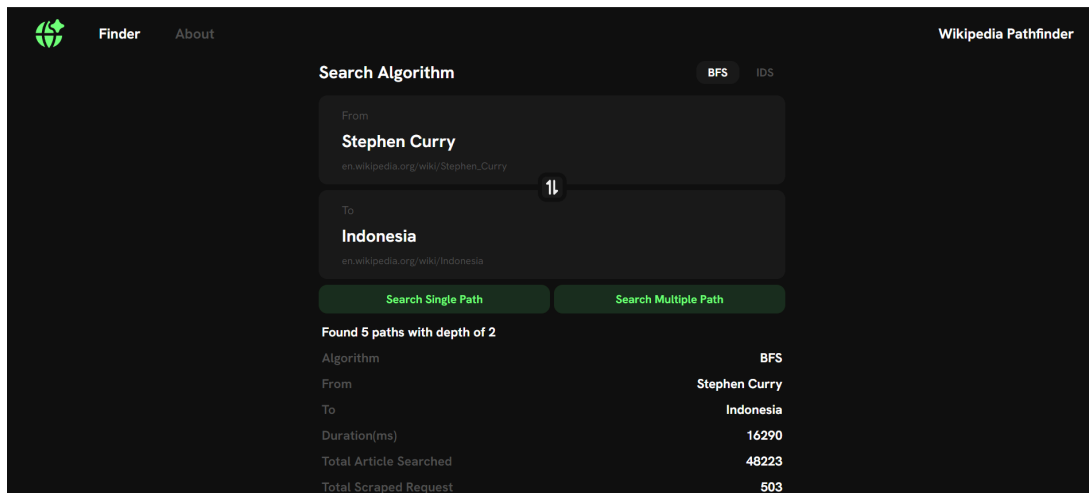 Finder About Wikipedia Pathfinder
Search Algorithm BFS IDS
From
Stephen Curry
en.wikipedia.org/wiki/Stephen_Curry
To
Indonesia
en.wikipedia.org/wiki/Indonesia
Search Single Path Search Multiple Path
Found 5 paths with depth of 2
Algorithm BFS
From Stephen Curry
To Indonesia
Duration(ms) 16290
Total Article Searched 48223
Total Scraped Request 503